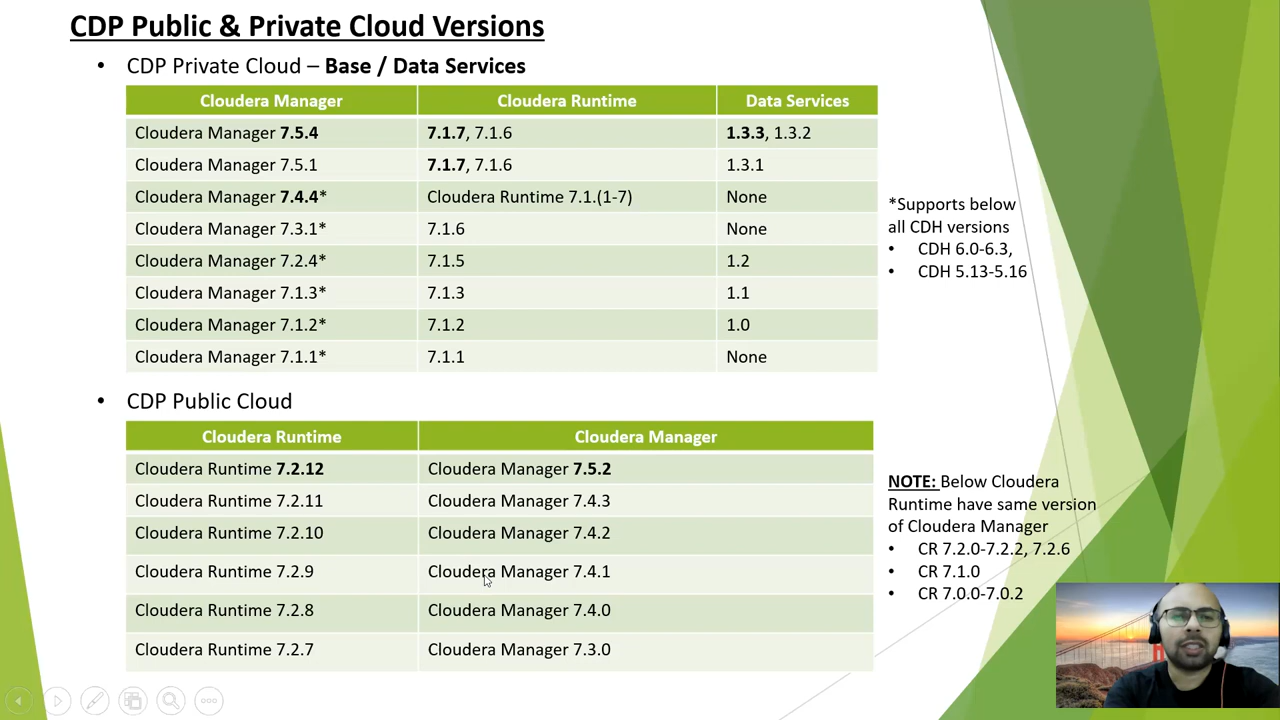 CDP Public & Private Cloud Versions
• CDP Private Cloud – Base / Data Services
Cloudera Manager Cloudera Runtime Data Services
Cloudera Manager 7.5.4 7.1.7, 7.1.6 1.3.3, 1.3.2
Cloudera Manager 7.5.1 7.1.7, 7.1.6 1.3.1
Cloudera Manager 7.4.4* Cloudera Runtime 7.1.(1-7) None
Cloudera Manager 7.3.1* 7.1.6 None
Cloudera Manager 7.2.4* 7.1.5 1.2
Cloudera Manager 7.1.3* 7.1.3 1.1
Cloudera Manager 7.1.2* 7.1.2 1.0
Cloudera Manager 7.1.1* 7.1.1 None
*Supports below
all CDH versions
• CDH 6.0-6.3,
• CDH 5.13-5.16
• CDP Public Cloud
Cloudera Runtime Cloudera Manager
Cloudera Runtime 7.2.12 Cloudera Manager 7.5.2
Cloudera Runtime 7.2.11 Cloudera Manager 7.4.3
Cloudera Runtime 7.2.10 Cloudera Manager 7.4.2
Cloudera Runtime 7.2.9 Cloudera Manager 7.4.1
Cloudera Runtime 7.2.8 Cloudera Manager 7.4.0
Cloudera Runtime 7.2.7 Cloudera Manager 7.3.0
NOTE: Below Cloudera
Runtime have same version
of Cloudera Manager
• CR 7.2.0-7.2.2, 7.2.6
• CR 7.1.0
• CR 7.0.0-7.0.2